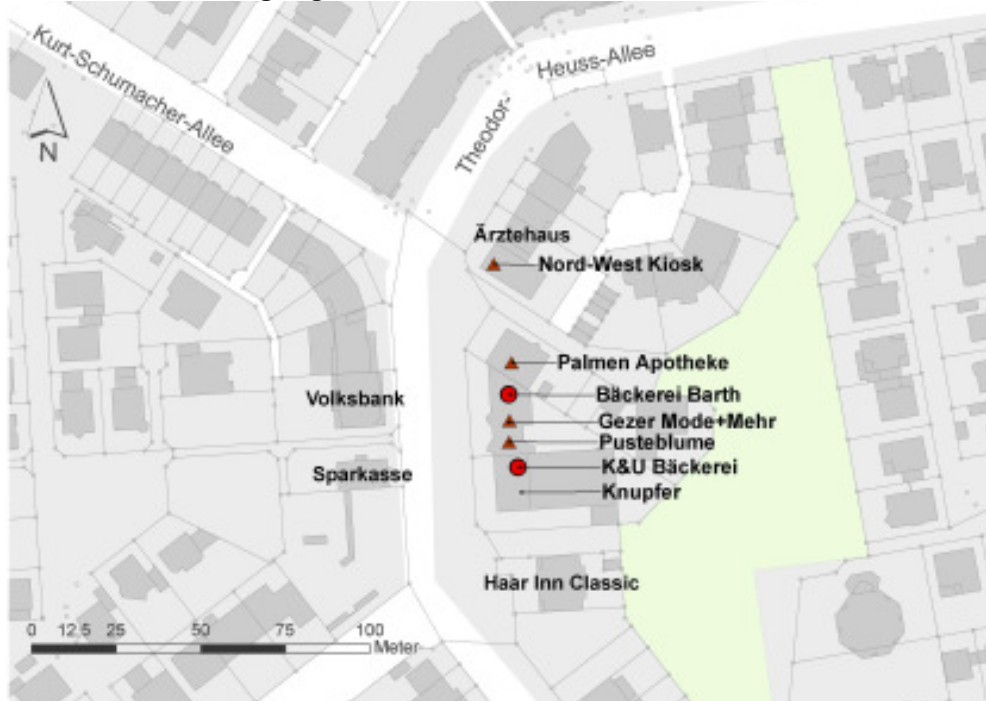 Kurt-Schumacher-Allee
Heuss-Allee
Theodor-
N
Ärztehaus
Nord-West Kiosk
Palmen Apotheke
Bäckerei Barth
Volksbank
Gezer Mode+Mehr
Pusteblume
K&U Bäckerei
Sparkasse
Knupfer
Haar Inn Classic
0 12.5 25 50 75 100
Meter